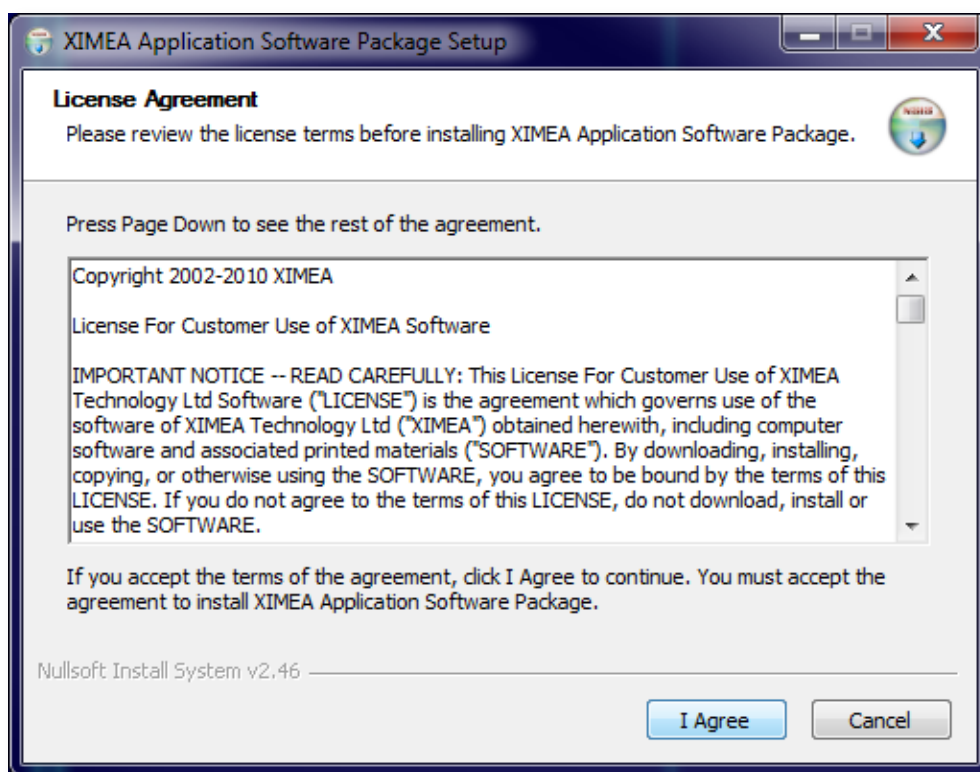 XIMEA Application Software Package Setup
License Agreement
Please review the license terms before installing XIMEA Application Software Package.
Press Page Down to see the rest of the agreement.
Copyright 2002-2010 XIMEA
License For Customer Use of XIMEA Software
IMPORTANT NOTICE -- READ CAREFULLY: This License For Customer Use of XIMEA
Technology Ltd Software ("LICENSE") is the agreement which governs use of the
software of XIMEA Technology Ltd ("XIMEA") obtained herewith, including computer
software and associated printed materials ("SOFTWARE"). By downloading, installing,
copying, or otherwise using the SOFTWARE, you agree to be bound by the terms of this
LICENSE. If you do not agree to the terms of this LICENSE, do not download, install or
use the SOFTWARE.
If you accept the terms of the agreement, click I Agree to continue. You must accept the
agreement to install XIMEA Application Software Package.
Nullsoft Install System v2.46
I Agree
Cancel